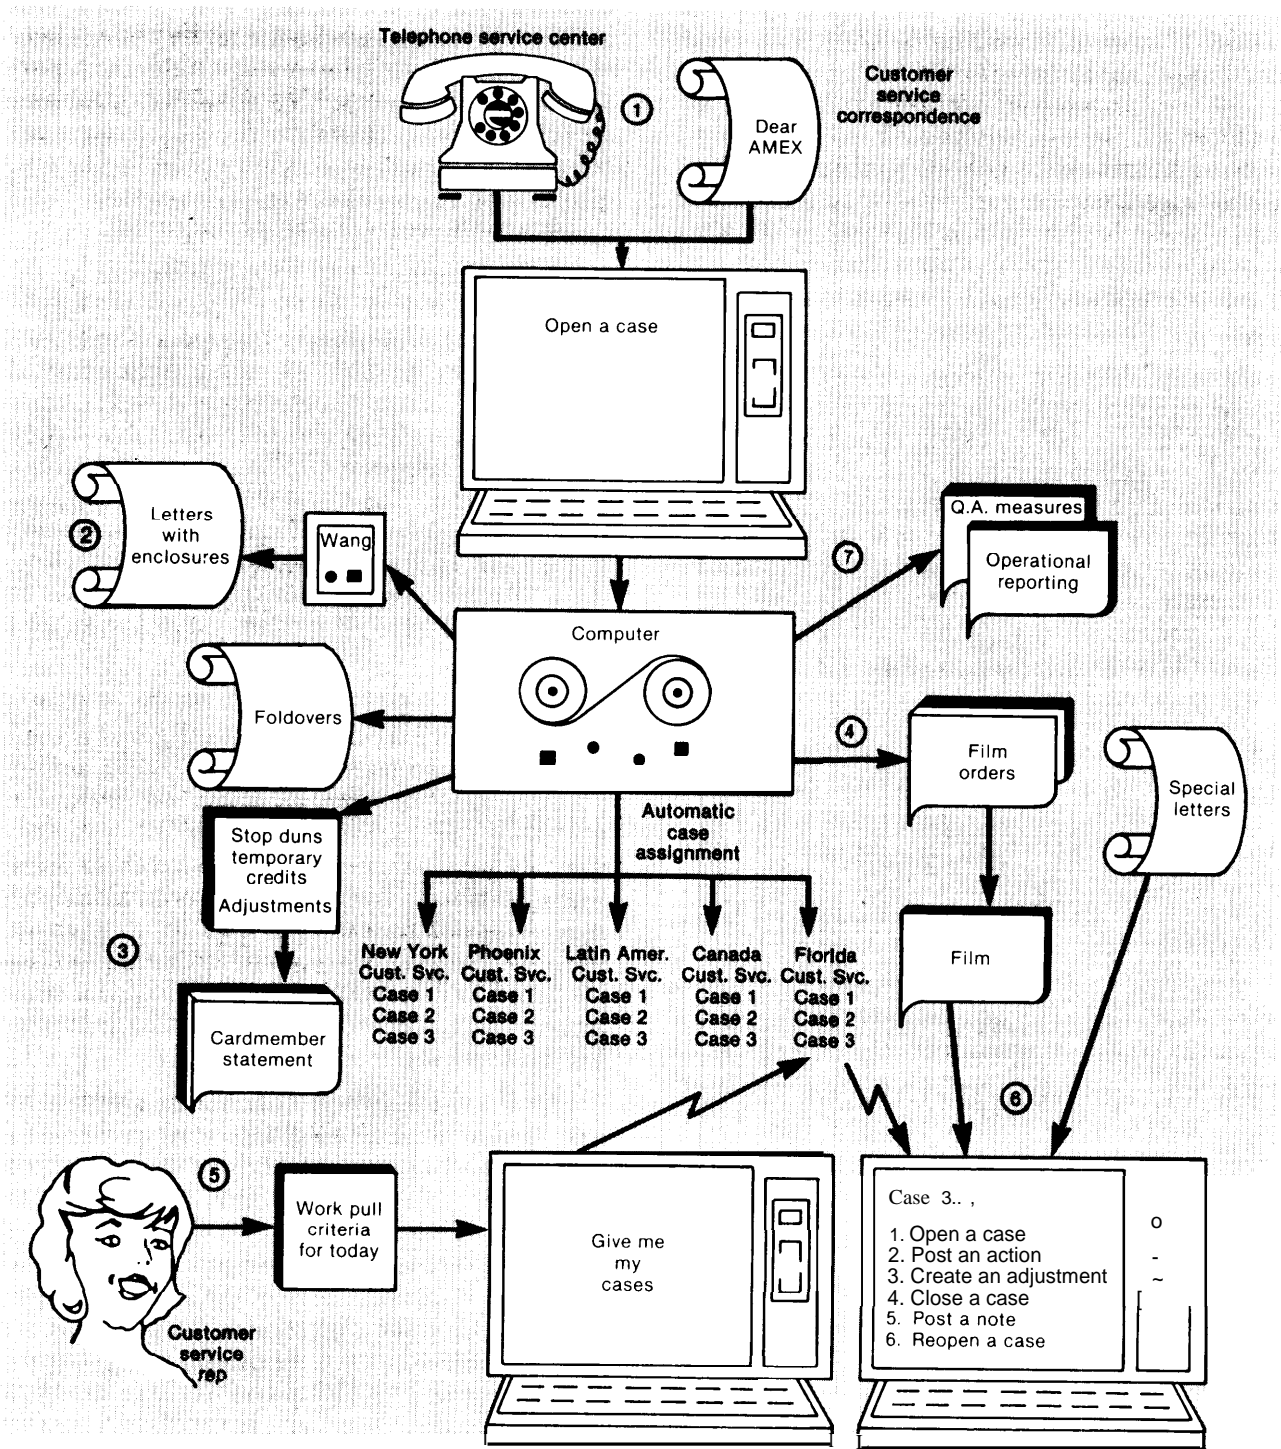 Telephone service center
1
Dear
AMEX
Customer
service
correspondence
Open a case
2
Letters
with
enclosures
Wang
7
Q.A. measures
Operational
reporting
Computer
Foldovers
4
Film
orders
Special
letters
Stop duns
temporary
credits
Adjustments
Automatic
case
assignment
3
Cardmember
statement
New York
Cust. Svc.
Case 1
Case 2
Case 3
Phoenix
Cust. Svc.
Case 1
Case 2
Case 3
Latin Amer.
Cust. Svc.
Case 1
Case 2
Case 3
Canada
Cust. Svc.
Case 1
Case 2
Case 3
Florida
Cust. Svc.
Case 1
Case 2
Case 3
Film
6
5
Customer
service
rep
Work pull
criteria
for today
Give me
my
cases
Case 3.. ,
1. Open a case
2. Post an action
3. Create an adjustment
4. Close a case
5. Post a note
6. Reopen a case
o
-
~